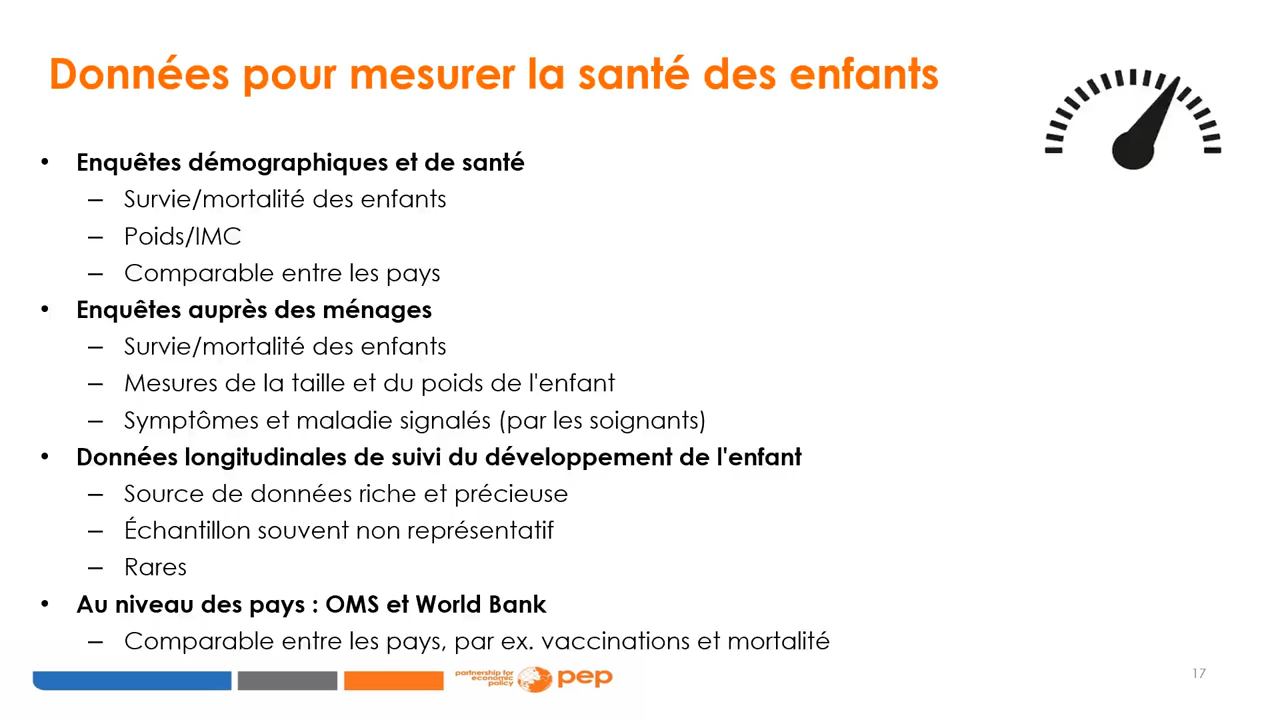 Données pour mesurer la santé des enfants
• Enquêtes démographiques et de santé
– Survie/mortalité des enfants
– Poids/IMC
– Comparable entre les pays
• Enquêtes auprès des ménages
– Survie/mortalité des enfants
– Mesures de la taille et du poids de l'enfant
– Symptômes et maladie signalés (par les soignants)
• Données longitudinales de suivi du développement de l'enfant
– Source de données riche et précieuse
– Échantillon souvent non représentatif
– Rares
• Au niveau des pays : OMS et World Bank
– Comparable entre les pays, par ex. vaccinations et mortalité
partnership for
economic
policy
pep
17